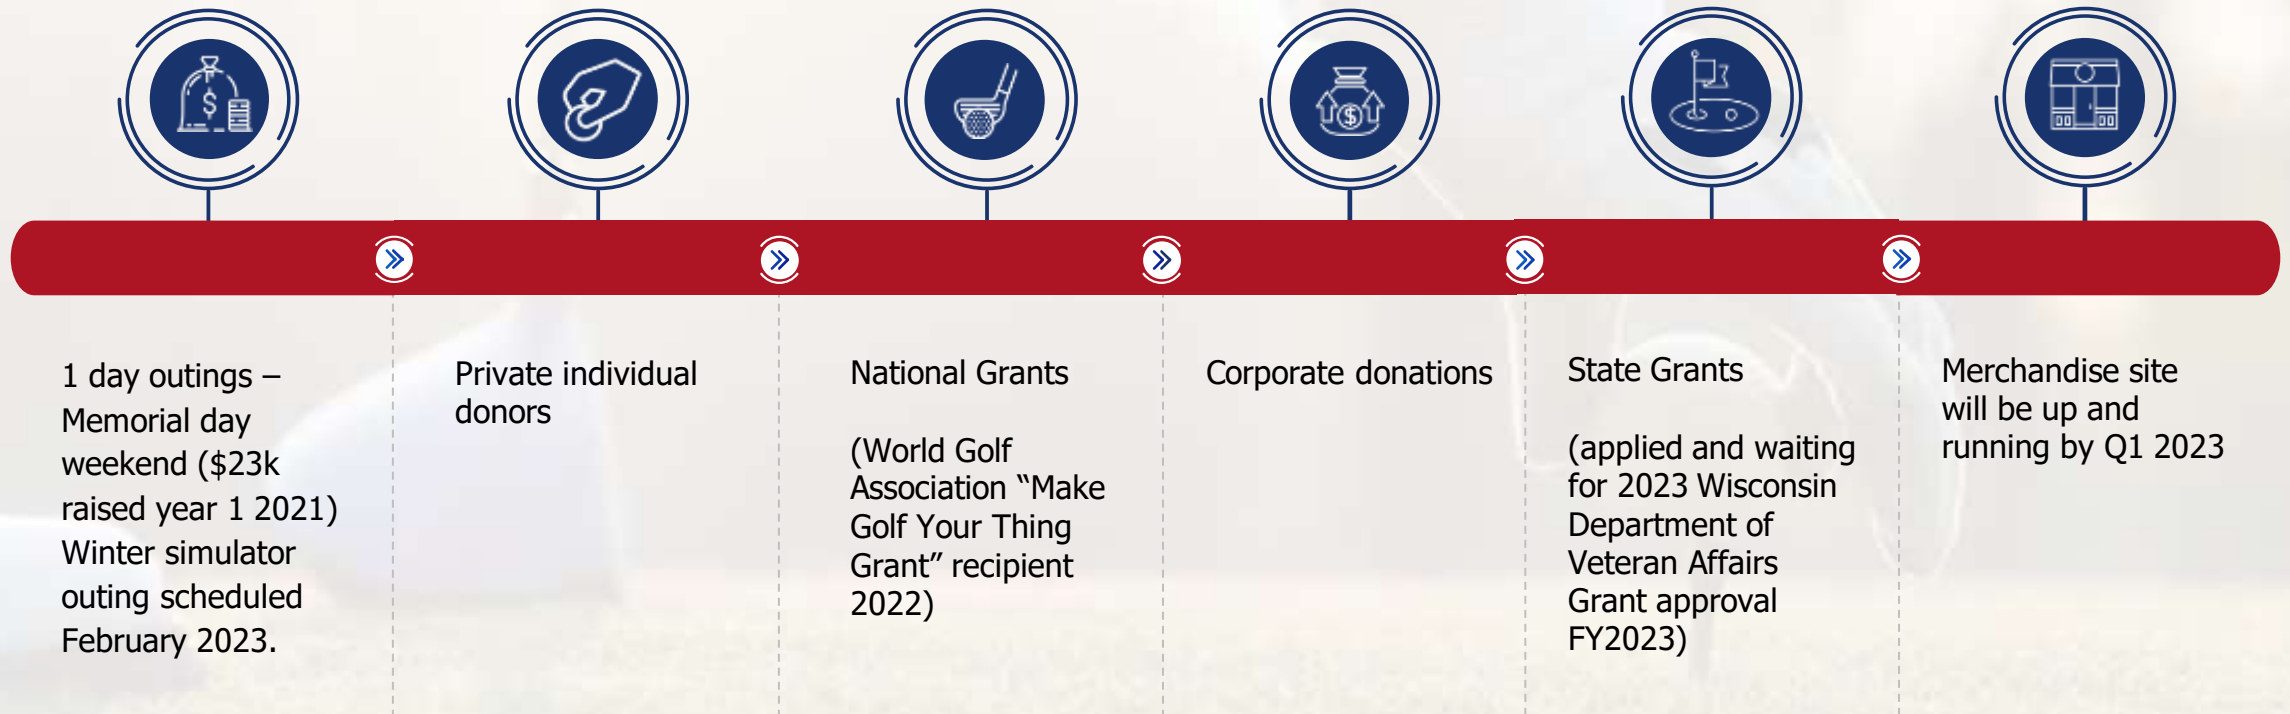 1 day outings –
Memorial day
weekend ($23k
raised year 1 2021)
Winter simulator
outing scheduled
February 2023.
Private individual
donors
National Grants
(World Golf
Association “Make
Golf Your Thing
Grant” recipient
2022)
Corporate donations
State Grants
(applied and waiting
for 2023 Wisconsin
Department of
Veteran Affairs
Grant approval
FY2023)
Merchandise site
will be up and
running by Q1 2023